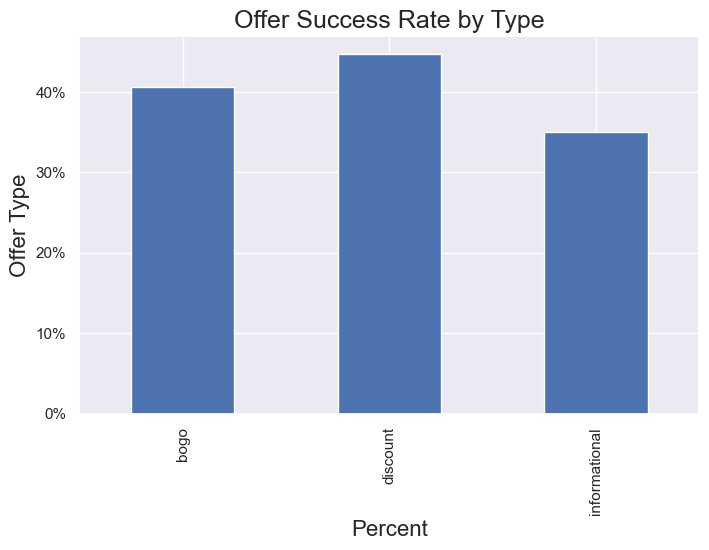 Offer Success Rate by Type
Offer Type
40%
30%
20%
10%
0%
bogo
discount
informational
Percent